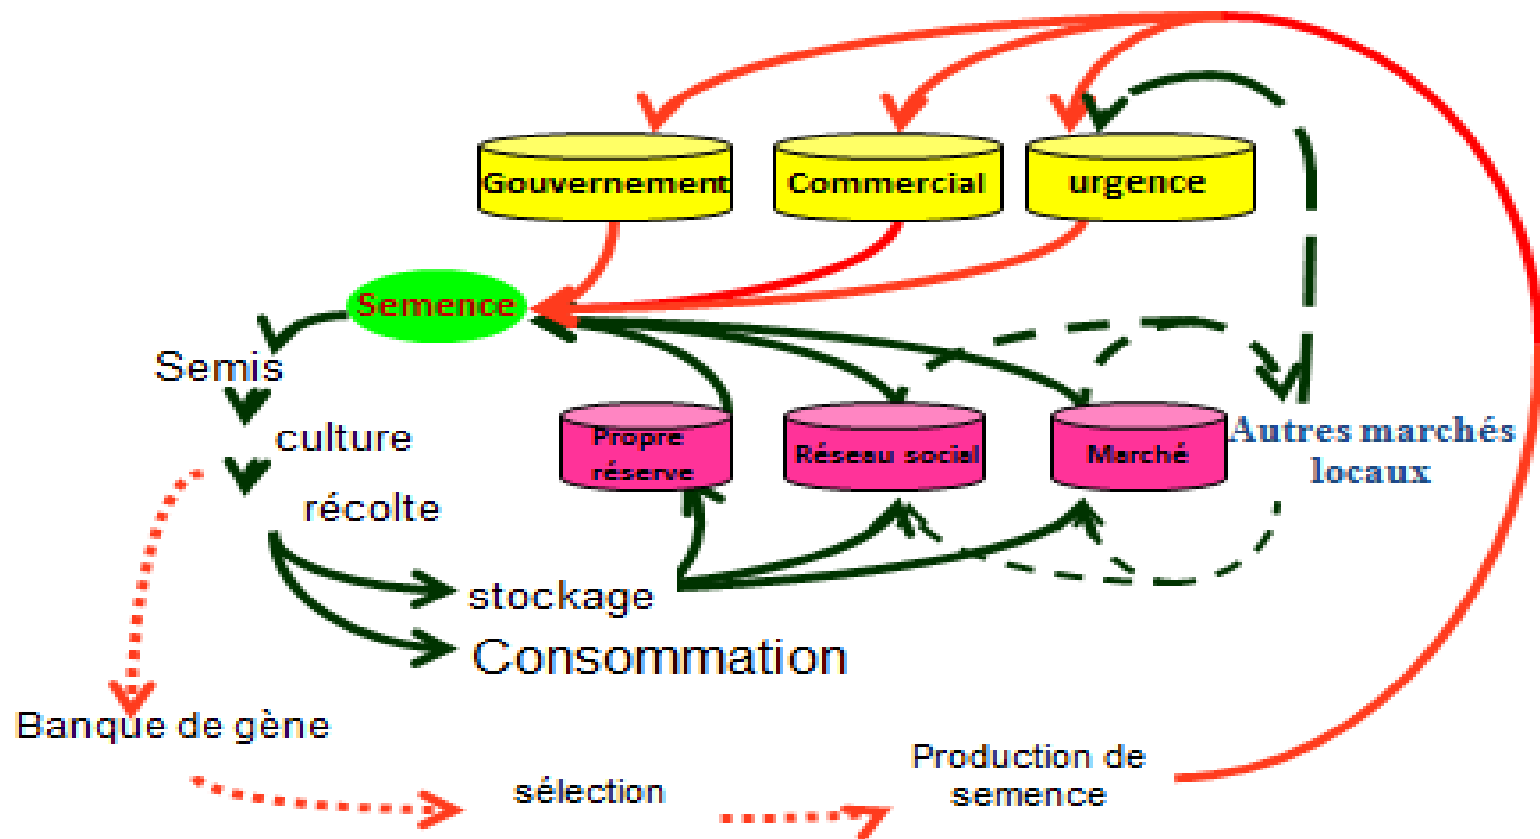 Gouvernement
Commercial
urgence
Semence
Semis
culture
récolte
Propre
réserve
Réseau social
Marché
Autres marchés
locaux
stockage
Consommation
Banque de gène
sélection
Production de
semence